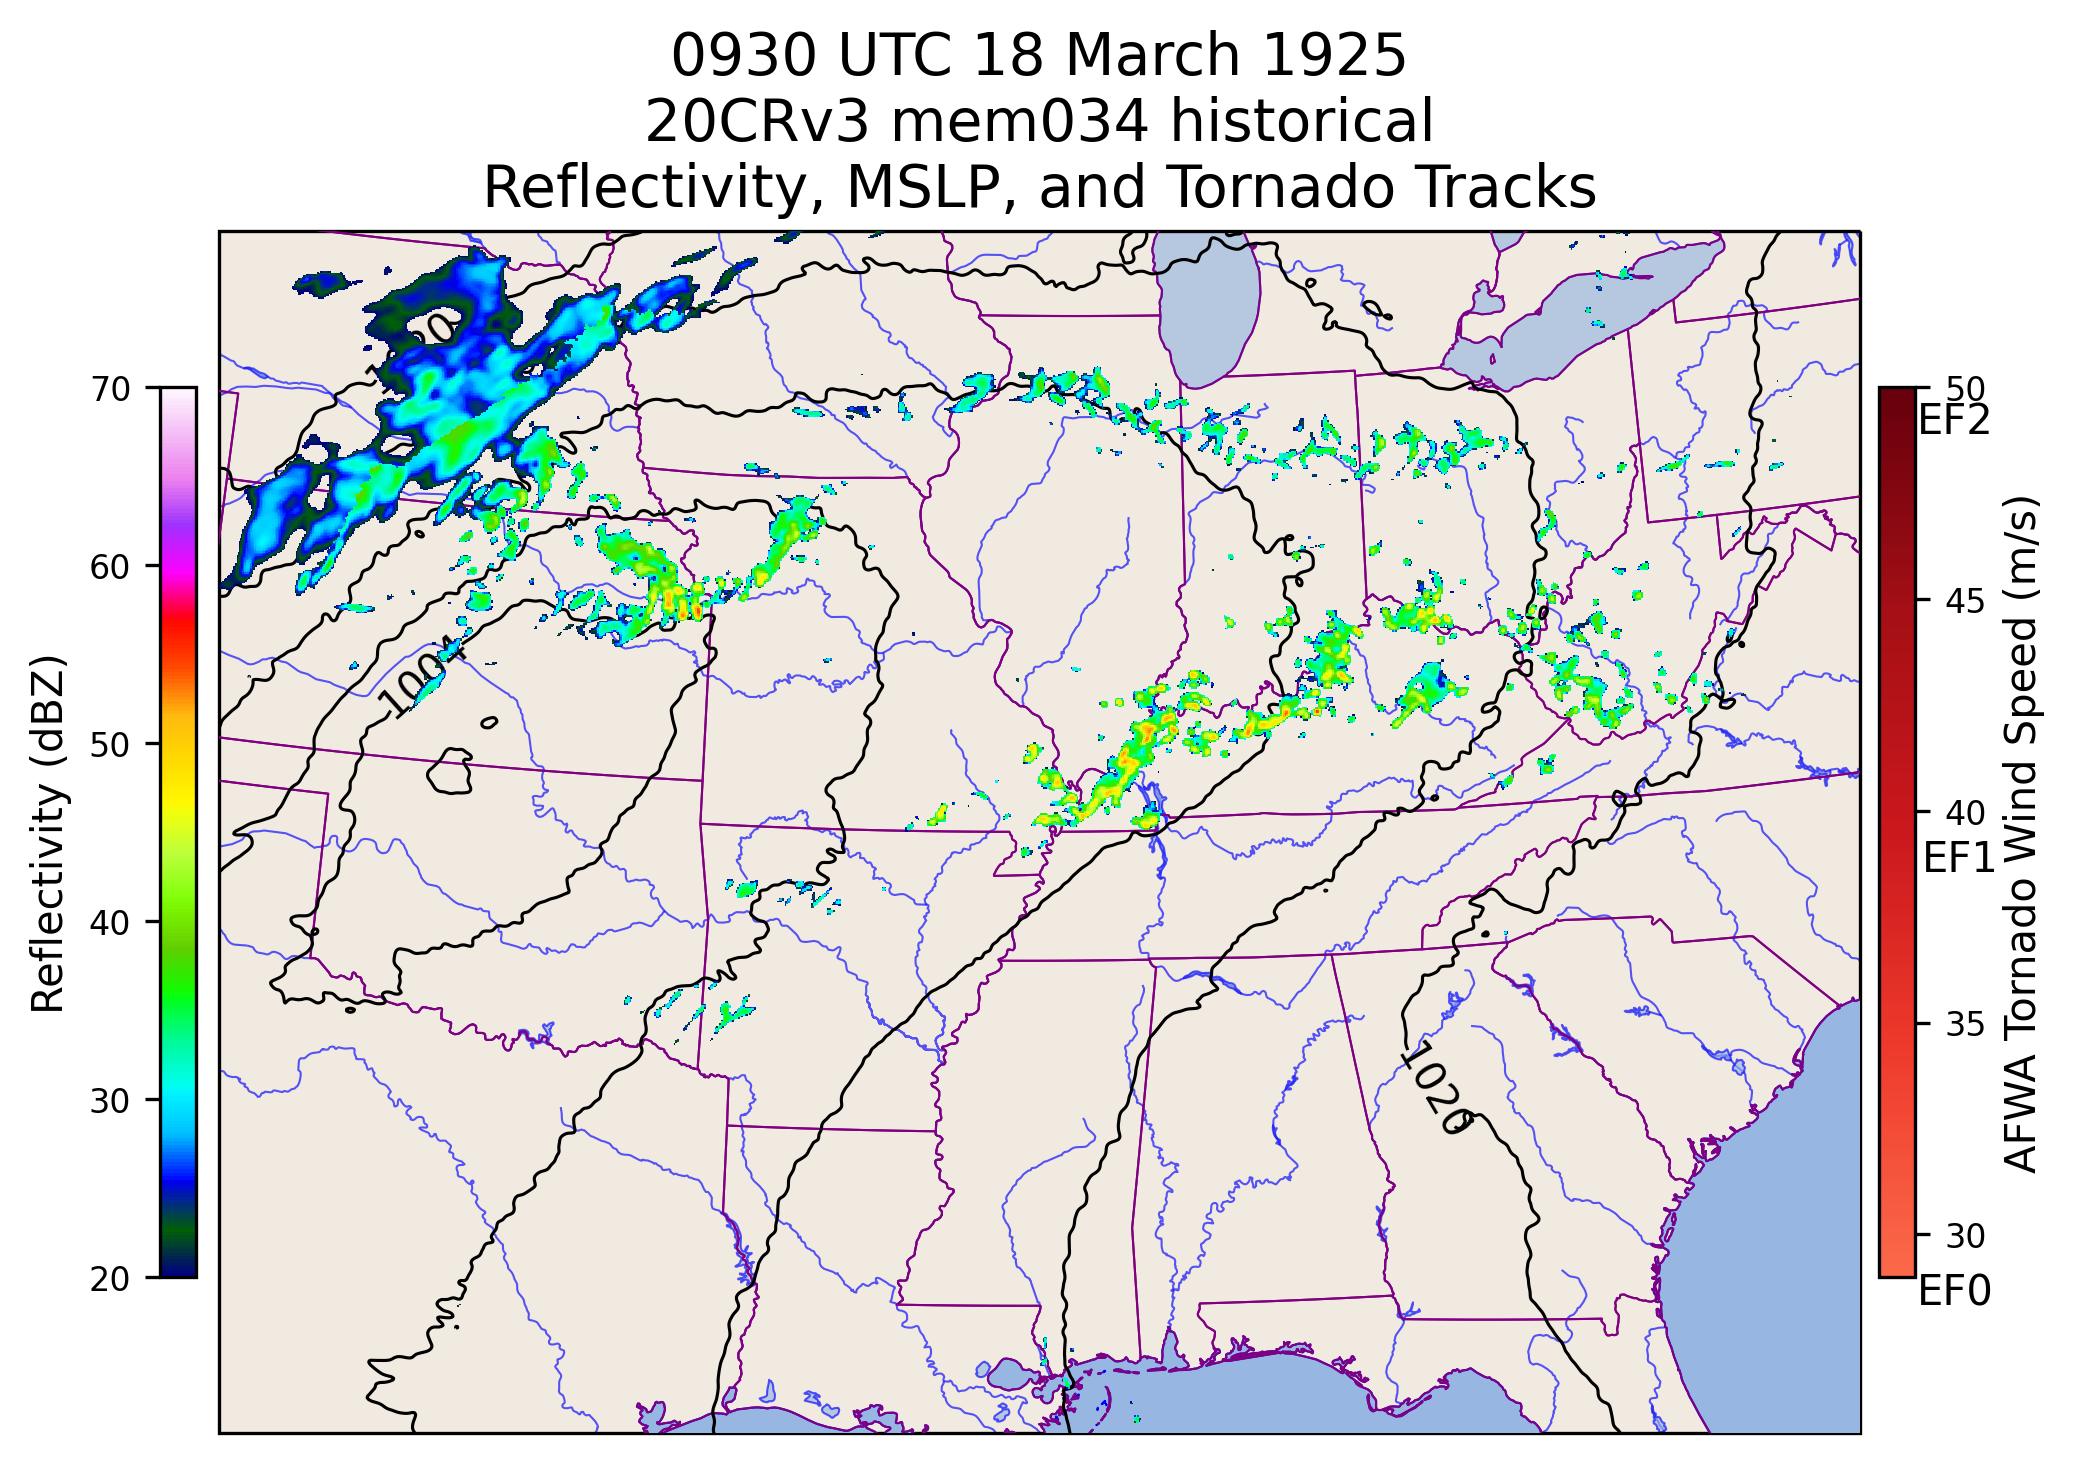 0930 UTC 18 March 1925
20CRv3 mem034 historical
Reflectivity, MSLP, and Tornado Tracks
Reflectivity (dBZ)
70
60
50
40
30
20
1004
1020
50
EF2
45
40
EF1
35
30
EF0
AFWA Tornado Wind Speed (m/s)